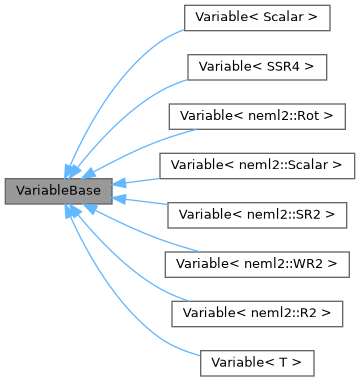 Variable< Scalar >
Variable< SSR4 >
Variable< neml2::Rot >
Variable< neml2::Scalar >
VariableBase
Variable< neml2::SR2 >
Variable< neml2::WR2 >
Variable< neml2::R2 >
Variable< T >